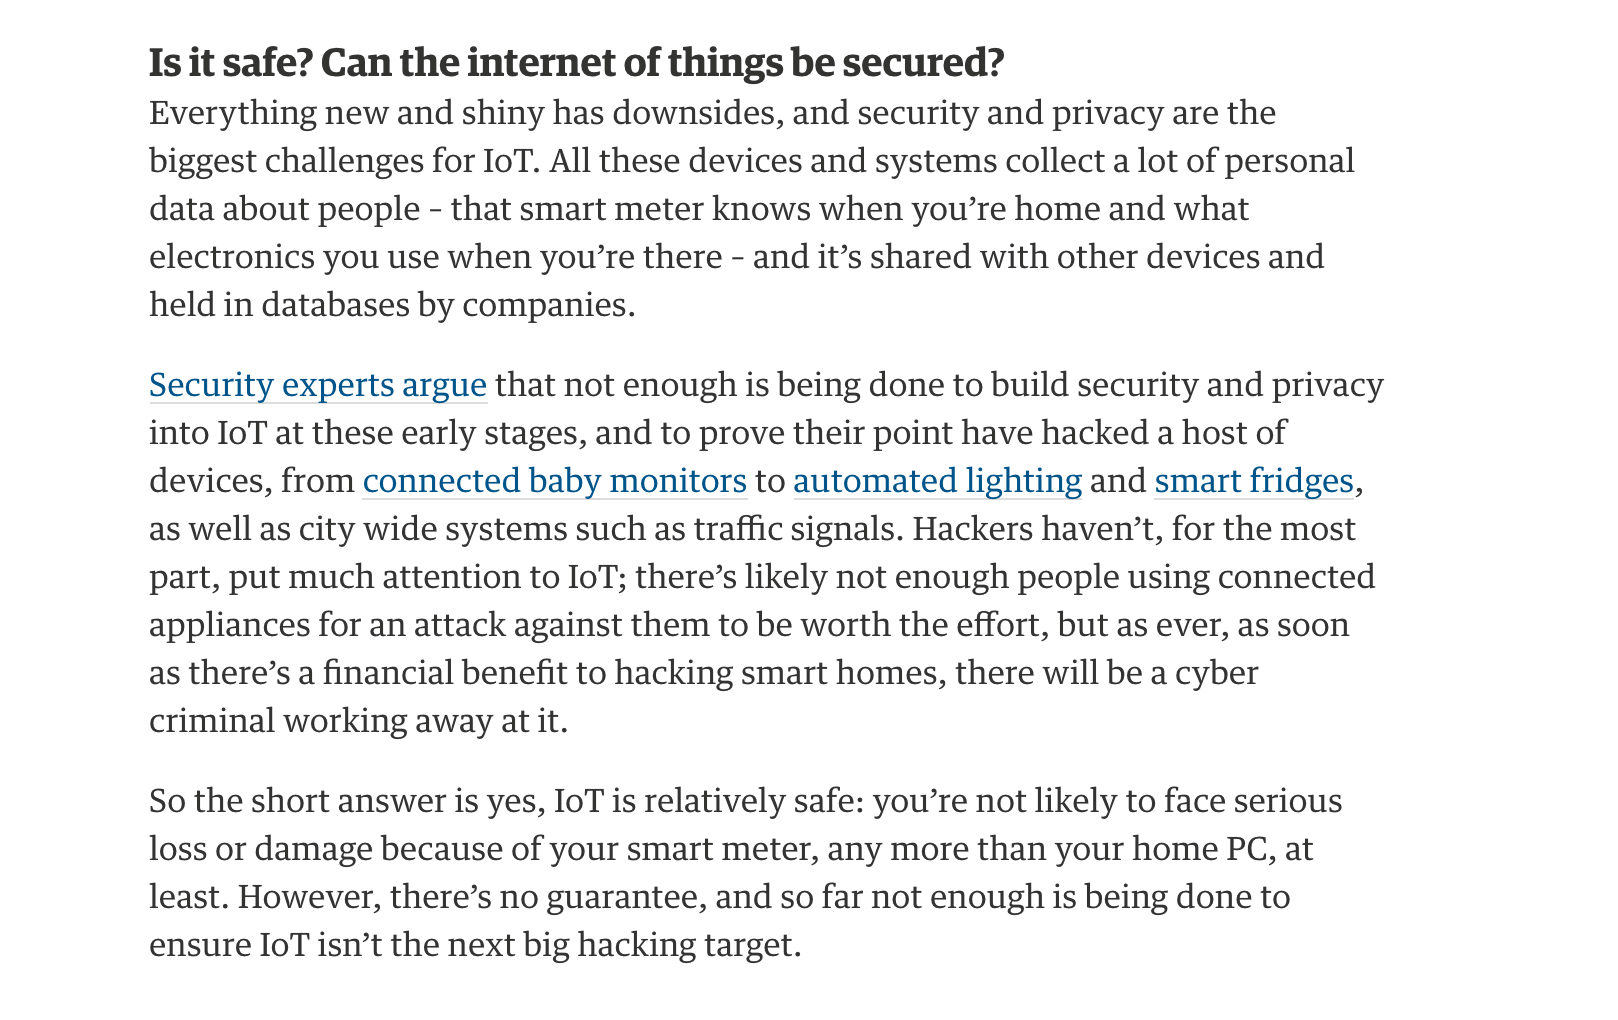 Is it safe? Can the internet of things be secured?
Everything new and shiny has downsides, and security and privacy are the
biggest challenges for IoT. All these devices and systems collect a lot of personal
data about people – that smart meter knows when you’re home and what
electronics you use when you’re there – and it’s shared with other devices and
held in databases by companies.
Security experts argue that not enough is being done to build security and privacy
into IoT at these early stages, and to prove their point have hacked a host of
devices, from connected baby monitors to automated lighting and smart fridges,
as well as city wide systems such as traffic signals. Hackers haven’t, for the most
part, put much attention to IoT; there’s likely not enough people using connected
appliances for an attack against them to be worth the effort, but as ever, as soon
as there’s a financial benefit to hacking smart homes, there will be a cyber
criminal working away at it.
So the short answer is yes, IoT is relatively safe: you’re not likely to face serious
loss or damage because of your smart meter, any more than your home PC, at
least. However, there’s no guarantee, and so far not enough is being done to
ensure IoT isn’t the next big hacking target.